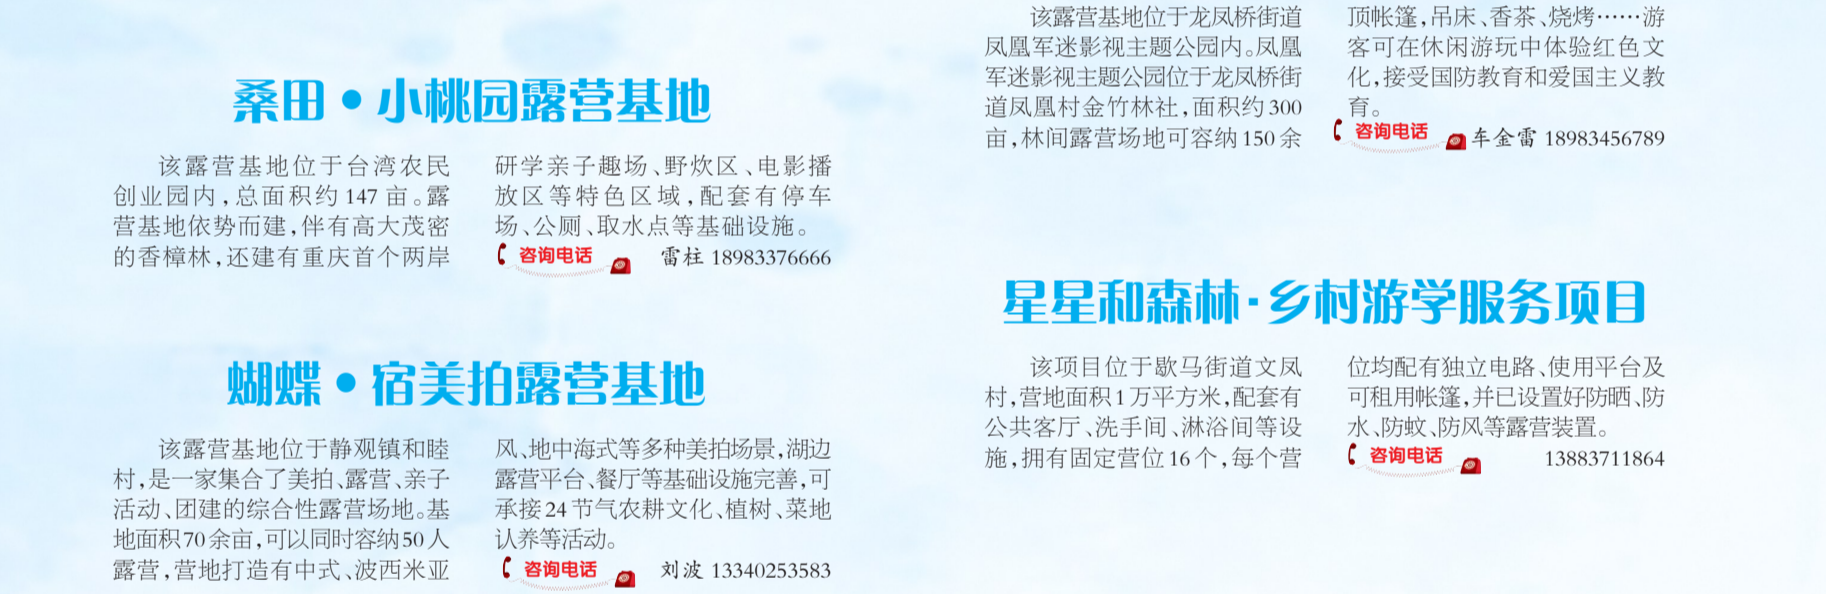 桑田•小桃园露营基地
该露营基地位于台湾农民
创业园内，总面积约147亩。露
营基地依势而建，伴有高大茂密
的香樟林，还建有重庆首个两岸
研学亲子趣场、野炊区、电影播
放区等特色区域，配套有停车
场、公厕、取水点等基础设施。
咨询电话 雷柱 18983376666
蝴蝶•宿美拍露营基地
该露营基地位于静观镇和睦
村，是一家集合了美拍、露营、亲子
活动、团建的综合性露营场地。基
地面积70余亩，可以同时容纳50人
露营，营地打造有中式、波西米亚
风、地中海式等多种美拍场景，湖边
露营平台、餐厅等基础设施完善，可
承接24节气农耕文化、植树、菜地
认养等活动。
咨询电话 刘波 13340253583
该露营基地位于龙凤桥街道
凤凰军迷影视主题公园内。凤凰
军迷影视主题公园位于龙凤桥街
道凤凰村金竹林社，面积约300
亩，林间露营场地可容纳150余
顶帐篷，吊床、香茶、烧烤……游
客可在休闲游玩中体验红色文
化，接受国防教育和爱国主义教
育。
咨询电话 车金雷 18983456789
星星和森林·乡村游学服务项目
该项目位于歇马街道文凤
村，营地面积1万平方米，配套有
公共客厅、洗手间、淋浴间等设
施，拥有固定营位16个，每个营
位均配有独立电路、使用平台及
可租用帐篷，并已设置好防晒、防
水、防蚊、防风等露营装置。
咨询电话 13883711864